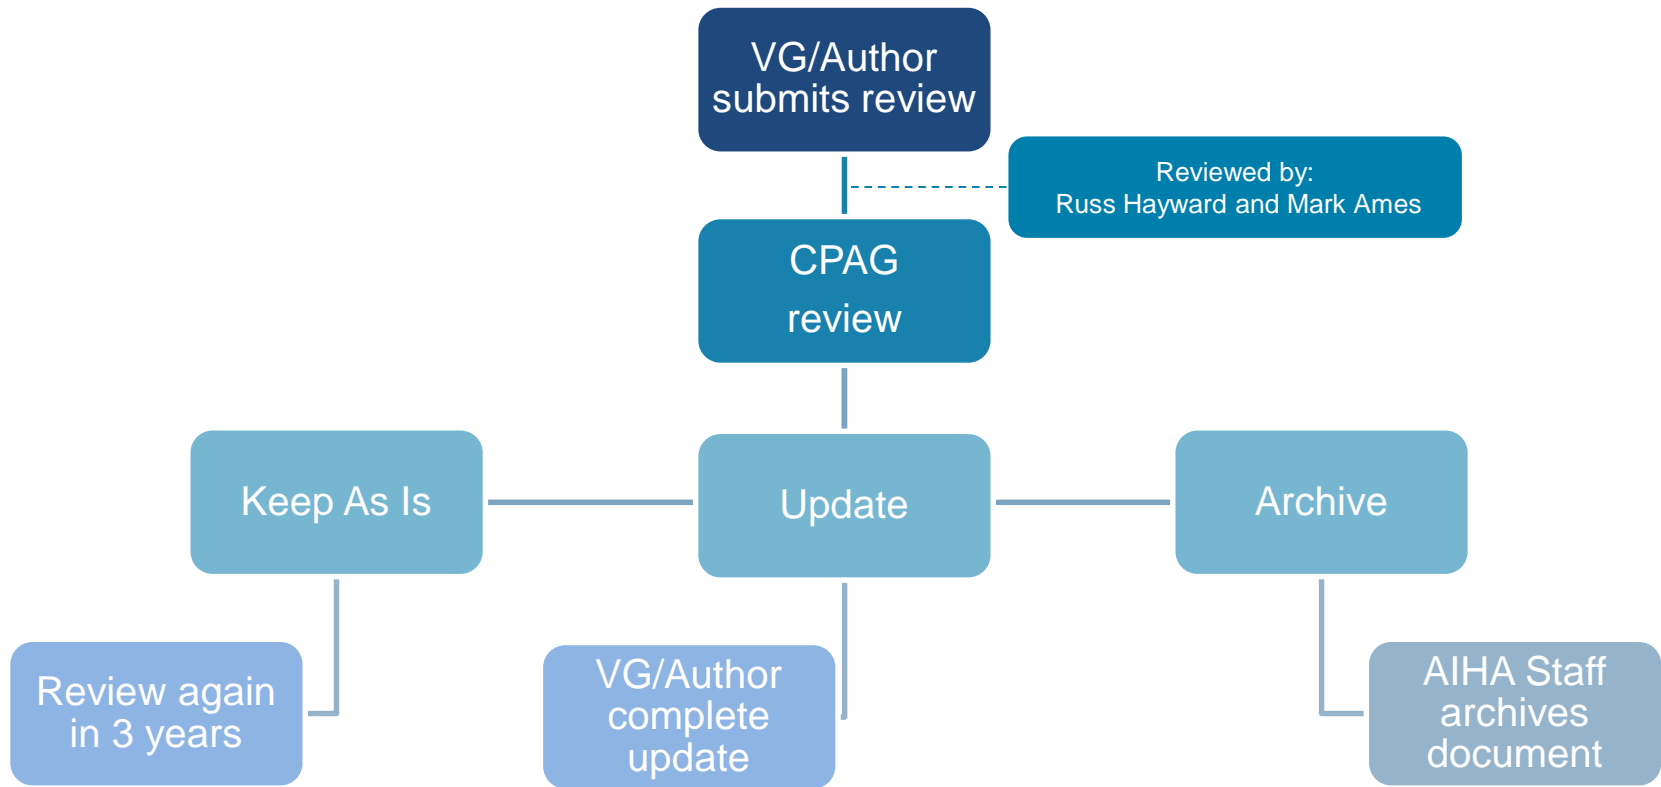 VG/Author
submits review
Reviewed by:
Russ Hayward and Mark Ames
CPAG
review
Keep As Is
Update
Archive
Review again
in 3 years
VG/Author
complete
update
AIHA Staff
archives
document